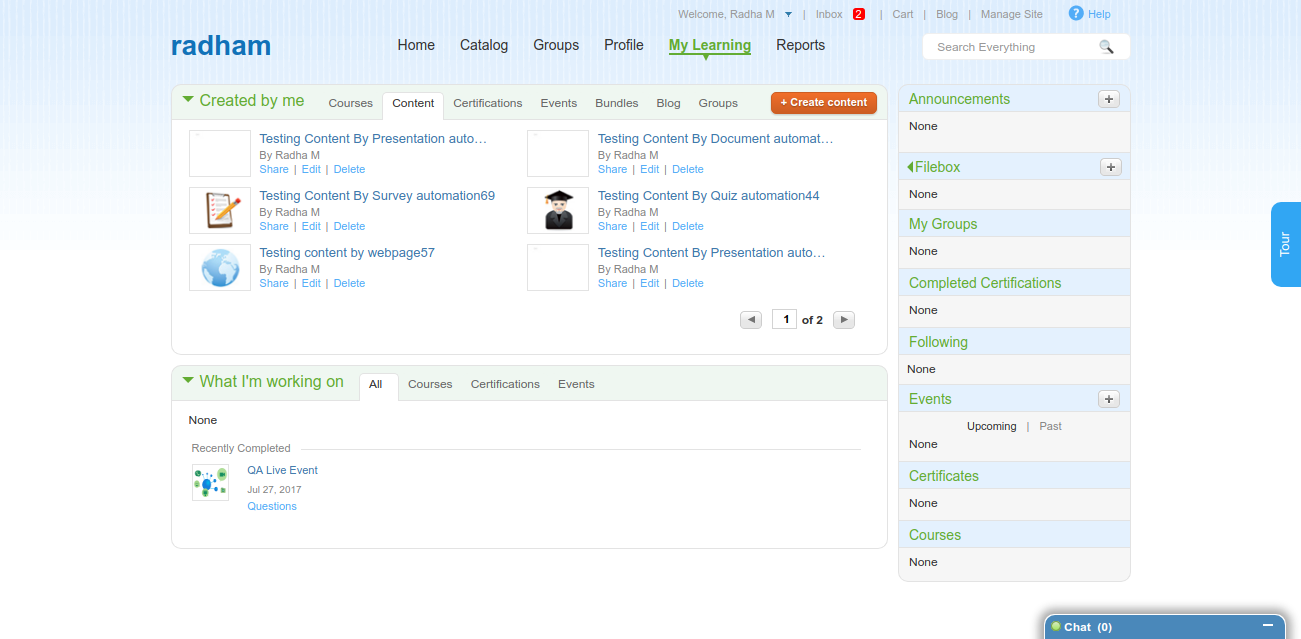 Welcome, Radha M | Inbox 2 | Cart | Blog | Manage Site ? Help
radham
Home Catalog Groups Profile My Learning Reports
Search Everything
Created by me Courses Content Certifications Events Bundles Blog Groups + Create content
Testing Content By Presentation auto…
By Radha M
Share | Edit | Delete
Testing Content By Document automat…
By Radha M
Share | Edit | Delete
Testing Content By Survey automation69
By Radha M
Share | Edit | Delete
Testing Content By Quiz automation44
By Radha M
Share | Edit | Delete
Testing content by webpage57
By Radha M
Share | Edit | Delete
Testing Content By Presentation auto…
By Radha M
Share | Edit | Delete
1 of 2
What I'm working on All Courses Certifications Events
None
Recently Completed
QA Live Event
Jul 27, 2017
Questions
Announcements +
None
Filebox +
None
My Groups
None
Completed Certifications
None
Following
None
Events +
Upcoming | Past
None
Certificates
None
Courses
None
Tour
Chat (0)